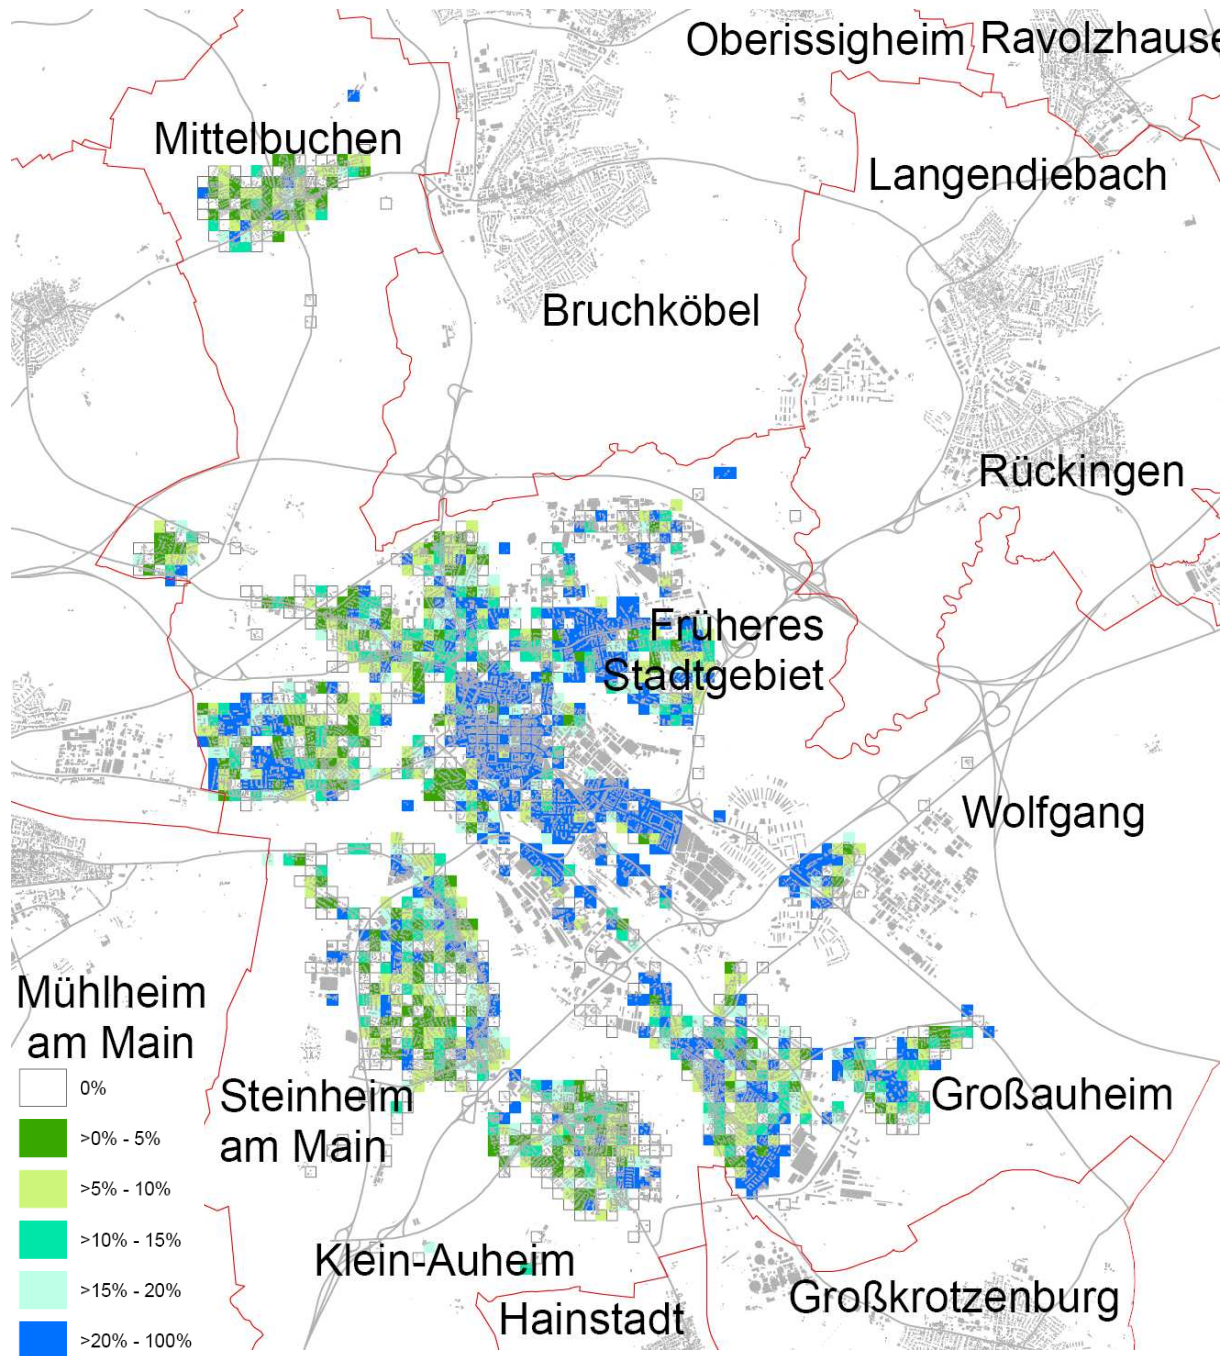 Oberissigheim
Ravolzhause
Mittelbuchen
Langendiebach
Bruchköbel
Rückingen
Früheres
Stadtgebiet
Wolfgang
Mühlheim
am Main
Steinheim
am Main
Großauheim
Klein-Auheim
Großkrotzenburg
Hainstadt
0%
>0% - 5%
>5% - 10%
>10% - 15%
>15% - 20%
>20% - 100%